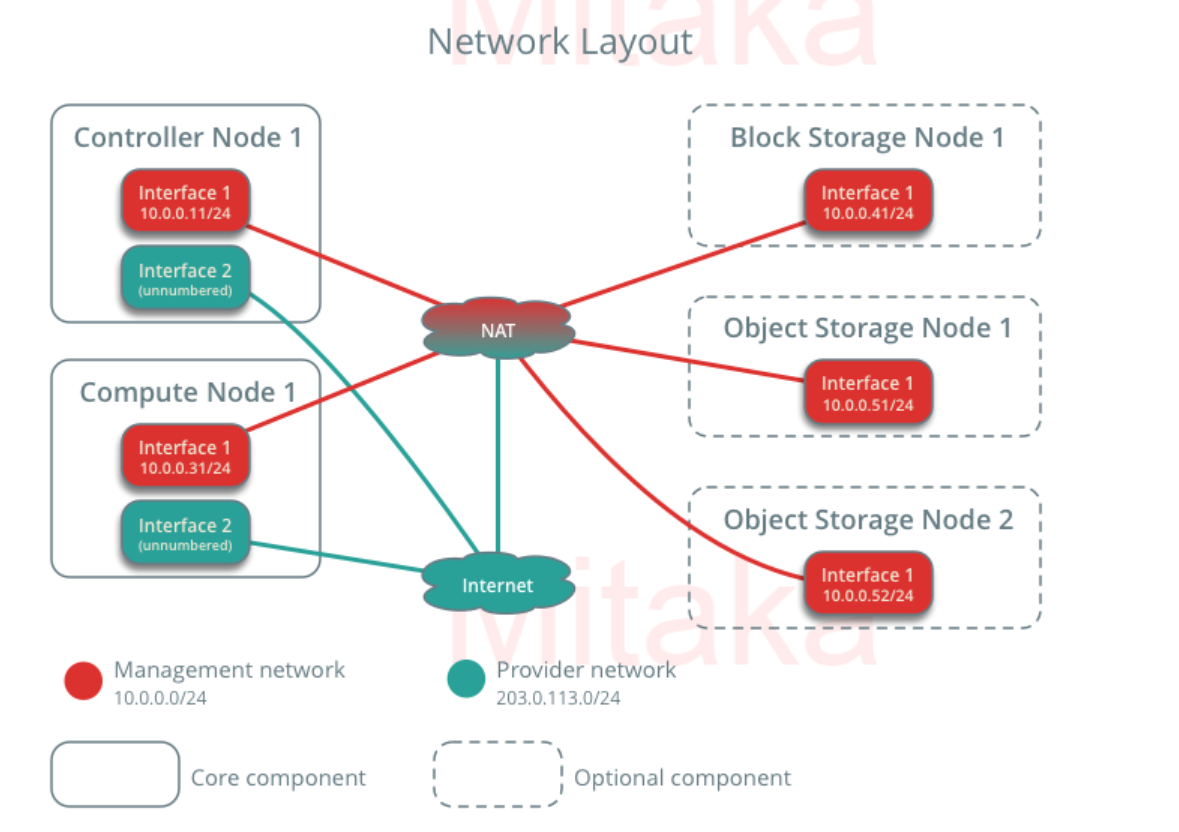 Mitaka
Network Layout
Controller Node 1
Interface 1
10.0.0.11/24
Interface 2
(unnumbered)
Block Storage Node 1
Interface 1
10.0.0.41/24
NAT
Object Storage Node 1
Interface 1
10.0.0.51/24
Compute Node 1
Interface 1
10.0.0.31/24
Interface 2
(unnumbered)
Internet
Object Storage Node 2
Interface 1
10.0.0.52/24
Mitaka
Management network
10.0.0.0/24
Provider network
203.0.113.0/24
Core component
Optional component